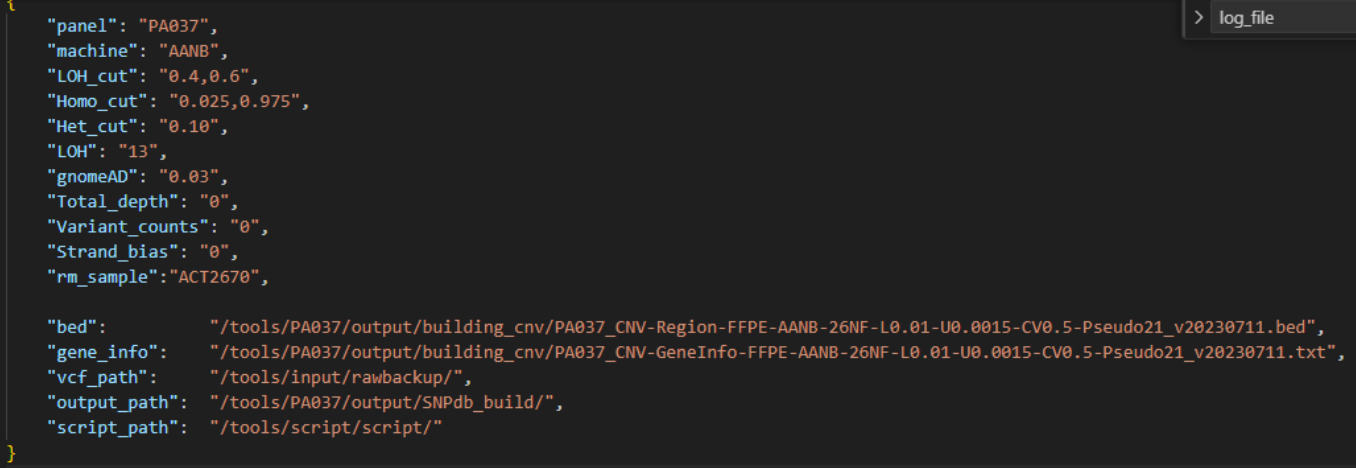 {
"panel": "PA037",
"machine": "AANB",
"LOH_cut": "0.4,0.6",
"Homo_cut": "0.025,0.975",
"Het_cut": "0.10",
"LOH": "13",
"gnomeAD": "0.03",
"Total_depth": "0",
"Variant_counts": "0",
"Strand_bias": "0",
"rm_sample":"ACT2670",
"bed": "/tools/PA037/output/building_cnv/PA037_CNV-Region-FFPE-AANB-26NF-L0.01-U0.0015-CV0.5-Pseudo21_v20230711.bed",
"gene_info": "/tools/PA037/output/building_cnv/PA037_CNV-GeneInfo-FFPE-AANB-26NF-L0.01-U0.0015-CV0.5-Pseudo21_v20230711.txt",
"vcf_path": "/tools/input/rawbackup/",
"output_path": "/tools/PA037/output/SNPdb_build/",
"script_path": "/tools/script/script/"
}
> log_file